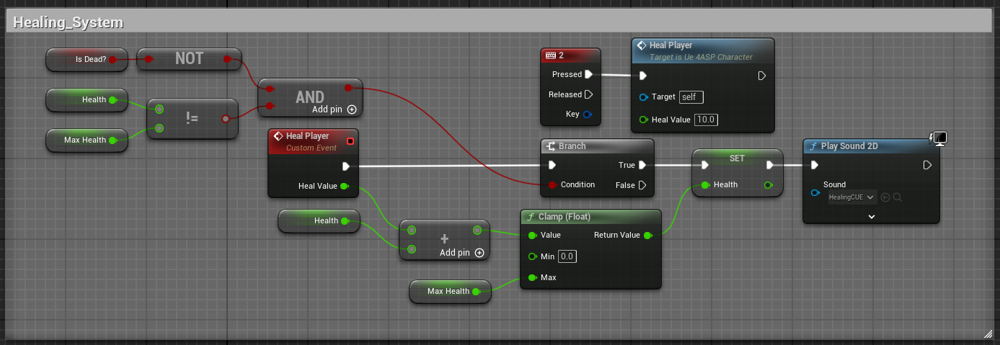 Healing_System
Is Dead?
NOT
Health
Max Health
!=
AND
Add pin
Heal Player
Custom Event
Heal Value
Health
+
Add pin
Max Health
2
Pressed
Released
Key
Heal Player
Target is Ue 4ASP Character
Target self
Heal Value 10.0
Branch
True
Condition False
Clamp (Float)
Value Return Value
Min 0.0
Max
SET
Health
f Play Sound 2D
Sound
HealingCUE